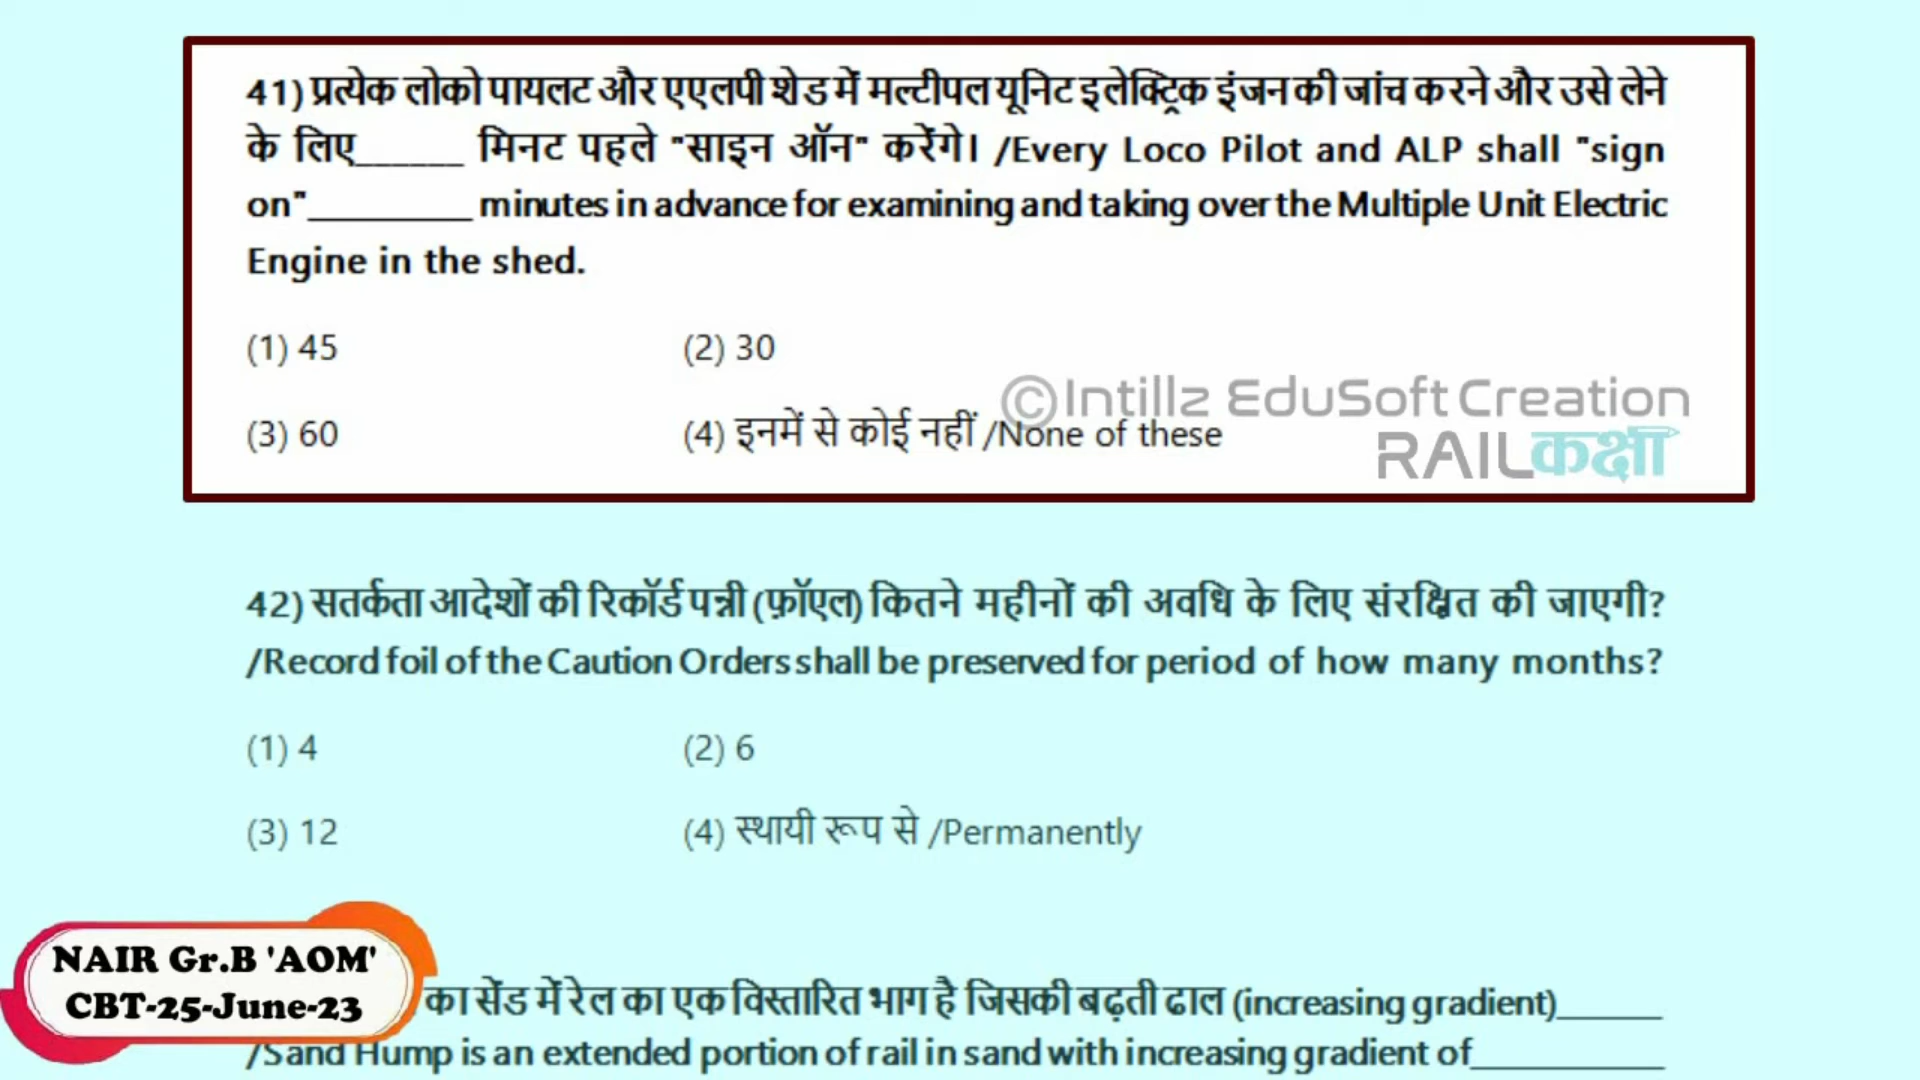 41) प्रत्येक लोको पायलट और एएलपी शेड में मल्टीपल यूनिट इलेक्ट्रिक इंजन की जांच करने और उसे लेने
के लिए______ मिनट पहले "साइन ऑन" करेंगे। /Every Loco Pilot and ALP shall "sign
on"_________ minutes in advance for examining and taking over the Multiple Unit Electric
Engine in the shed.
(1) 45 (2) 30
©Intillz EduSoft Creation
(3) 60 (4) इनमें से कोई नहीं /None of these
RAILकक्षा
42) सतर्कता आदेशों की रिकॉर्ड पन्नी (फ़ॉएल) कितने महीनों की अवधि के लिए संरक्षित की जाएगी?
/Record foil of the Caution Orders shall be preserved for period of how many months?
(1) 4 (2) 6
(3) 12 (4) स्थायी रूप से /Permanently
NAIR Gr.B 'AOM'
CBT-25-June-23
का सेंड में रेल का एक विस्तारित भाग है जिसकी बढ़ती ढाल (increasing gradient)______
/Sand Hump is an extended portion of rail in sand with increasing gradient of___________